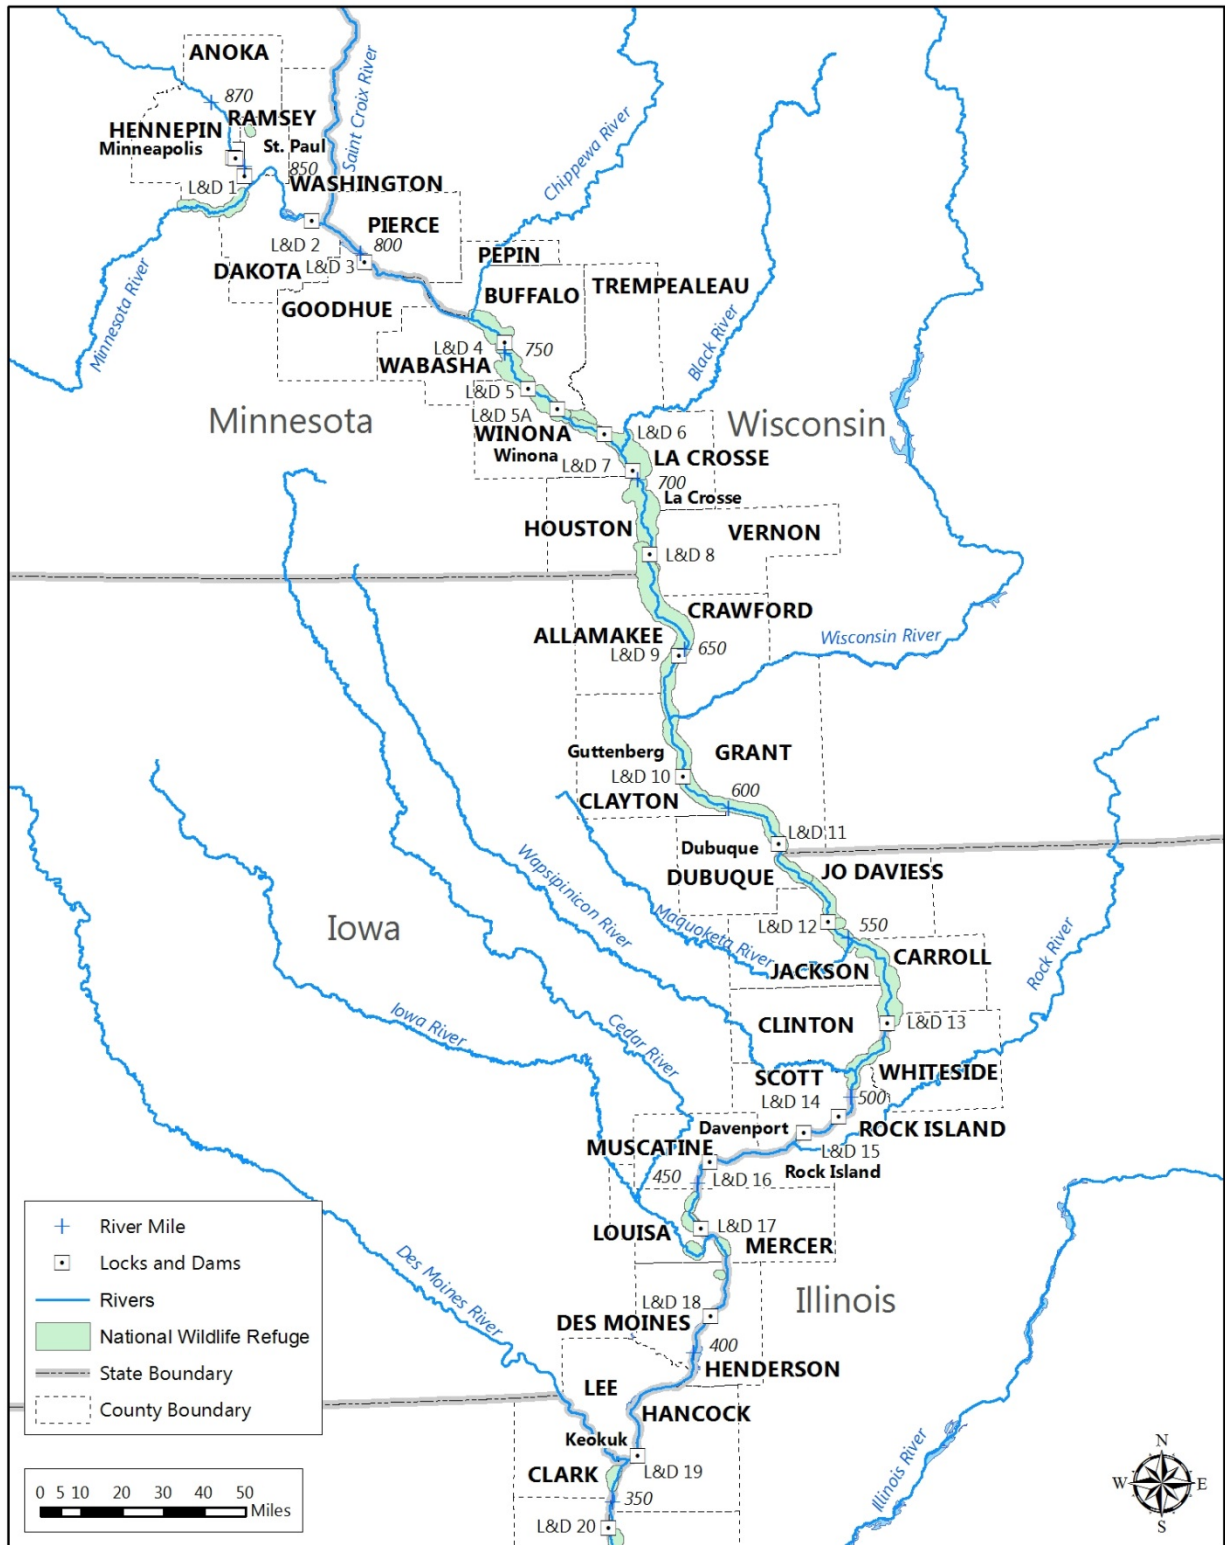 ANOKA
Saint Croix River
870
RAMSEY
HENNEPIN
Minneapolis
St. Paul
850
L&D 1
WASHINGTON
Chippewa River
PIERCE
L&D 2
800
L&D 3
DAKOTA
PEPIN
Minnesota River
GOODHUE
BUFFALO
TREMPEALEAU
Black River
L&D 4
750
WABASHA
L&D 5
L&D 5A
Minnesota
Wisconsin
WINONA
L&D 6
Winona
LA CROSSE
L&D 7
700
La Crosse
HOUSTON
VERNON
L&D 8
CRAWFORD
ALLAMAKEE
Wisconsin River
L&D 9
650
Guttenberg
GRANT
L&D 10
CLAYTON
600
L&D 11
Dubuque
Wapsipinicon River
DUBUQUE
JO DAVIESS
Iowa
Maquoketa River
L&D 12
550
Rock River
JACKSON
CARROLL
Iowa River
Cedar River
CLINTON
L&D 13
SCOTT
WHITESIDE
L&D 14
500
Davenport
ROCK ISLAND
MUSCATINE
L&D 15
Rock Island
450
L&D 16
LOUISA
L&D 17
MERCER
Des Moines River
Illinois
L&D 18
DES MOINES
400
HENDERSON
LEE
HANCOCK
Keokuk
L&D 19
CLARK
Illinois River
350
L&D 20
River Mile
Locks and Dams
Rivers
National Wildlife Refuge
State Boundary
County Boundary
0 5 10 20 30 40 50
Miles
N
W E
S